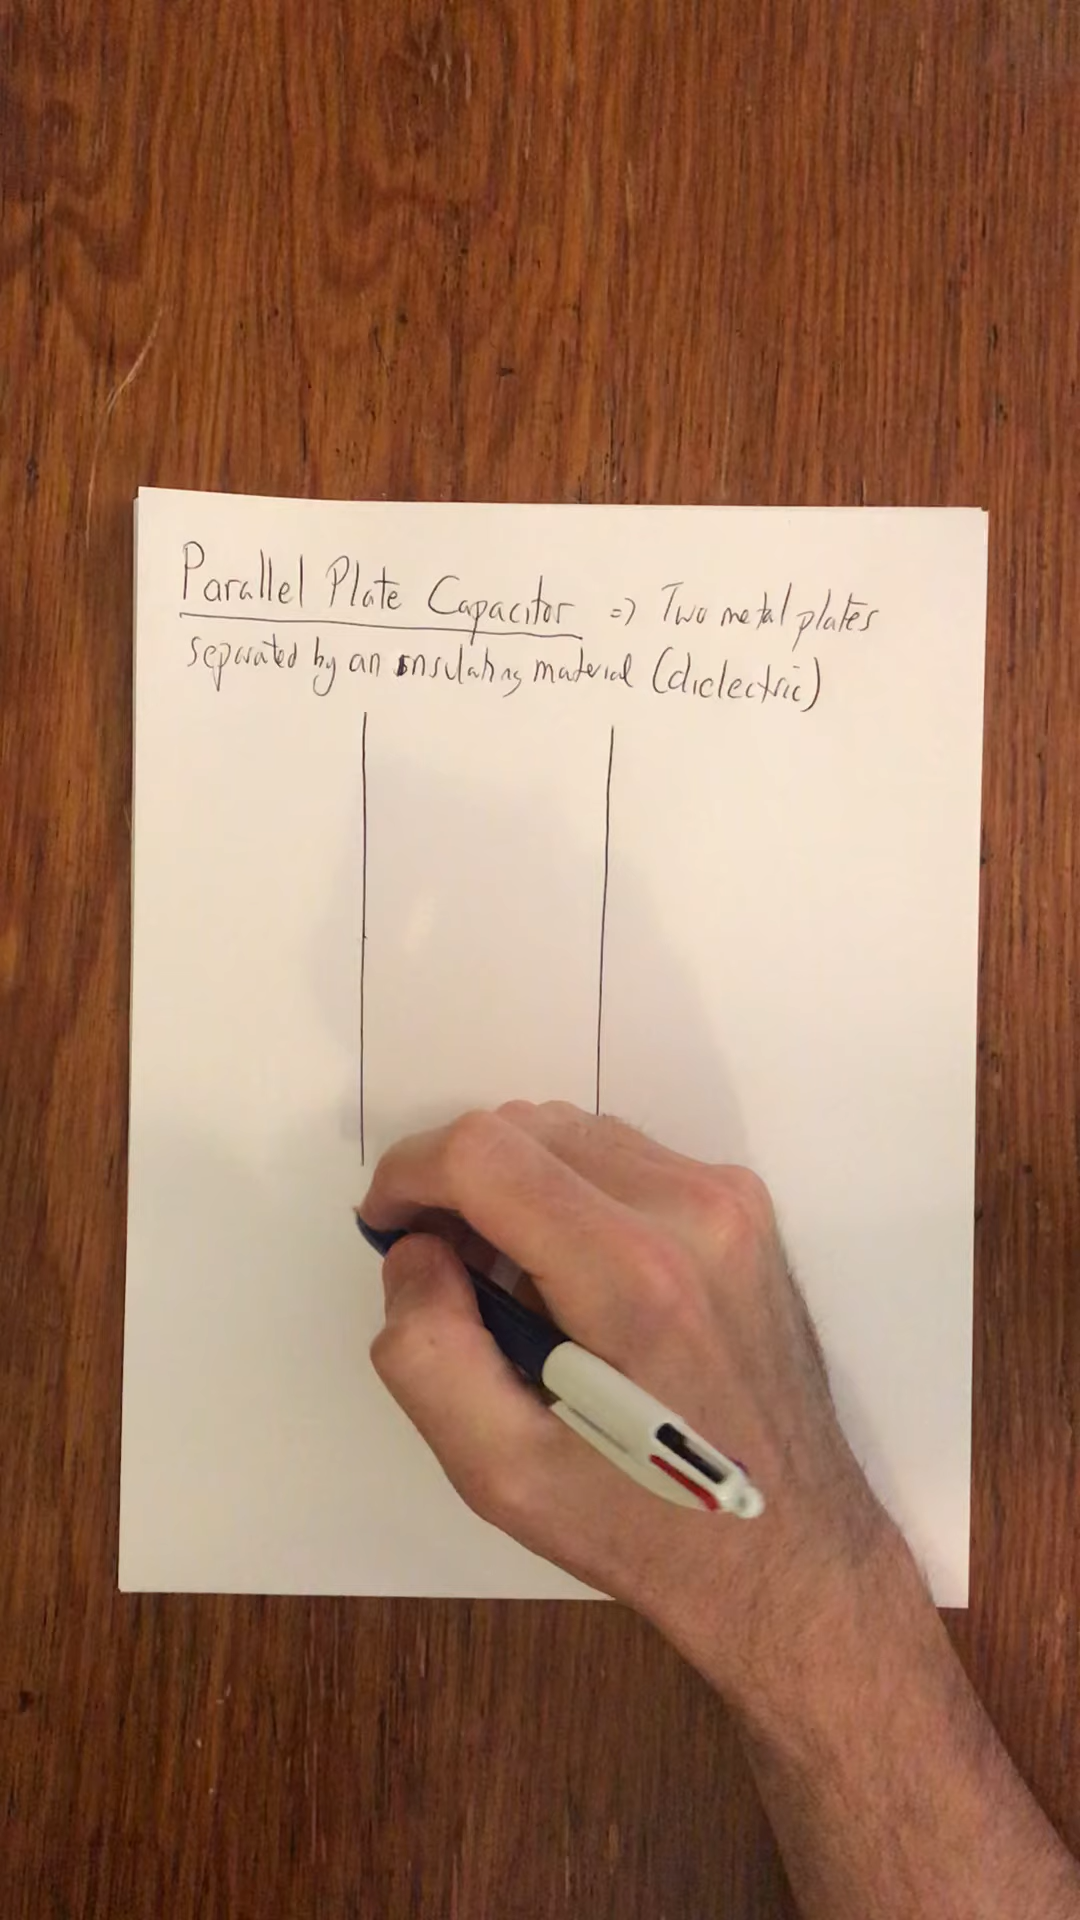 Parallel Plate Capacitor => Two metal plates
separated by an insulating material (dielectric)